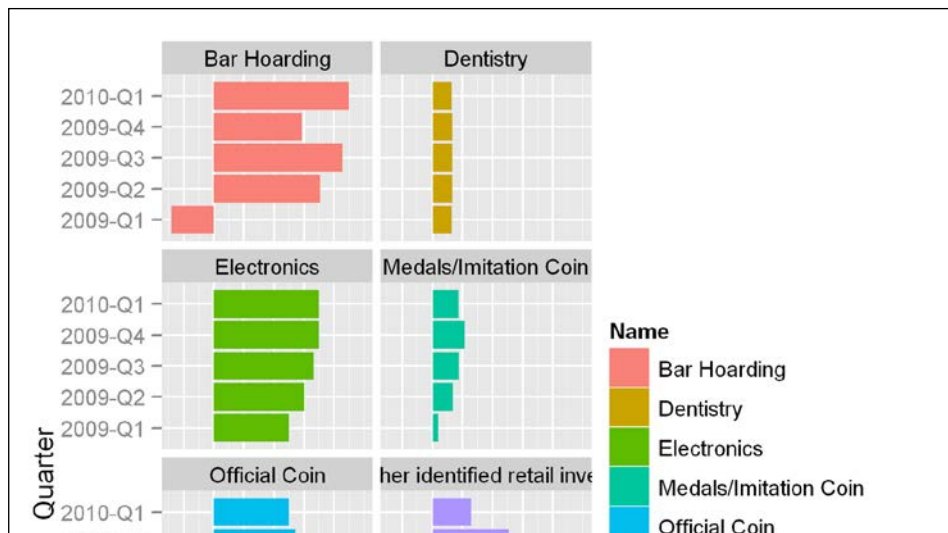 Bar Hoarding
Dentistry
2010-Q1
2009-Q4
2009-Q3
2009-Q2
2009-Q1
Electronics
Medals/Imitation Coin
2010-Q1
2009-Q4
2009-Q3
2009-Q2
2009-Q1
Official Coin
her identified retail inve
2010-Q1
Quarter
Name
Bar Hoarding
Dentistry
Electronics
Medals/Imitation Coin
Official Coin